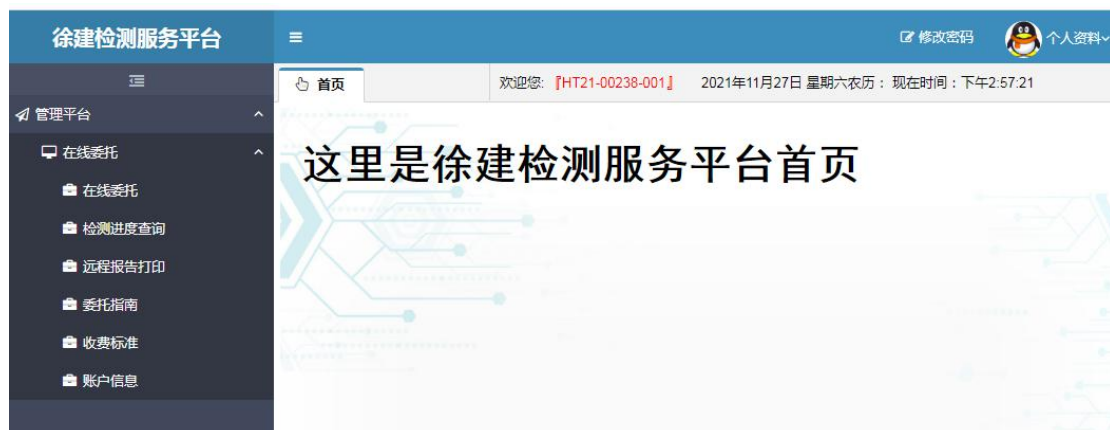 徐建检测服务平台
修改密码
个人资料
首页
欢迎您:『HT21-00238-001』 2021年11月27日 星期六农历： 现在时间：下午2:57:21
管理平台
在线委托
在线委托
检测进度查询
远程报告打印
委托指南
收费标准
账户信息
这里是徐建检测服务平台首页